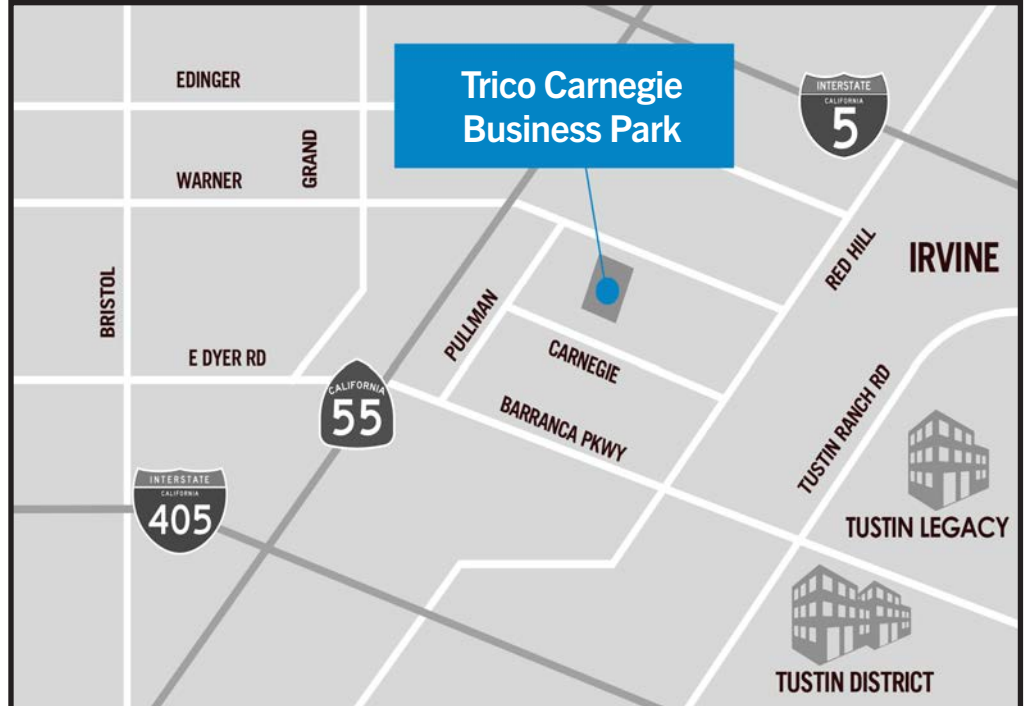 EDINGER
Trico Carnegie
Business Park
INTERSTATE
CALIFORNIA
5
GRAND
WARNER
RED HILL
IRVINE
BRISTOL
PULLMAN
E DYER RD
CARNEGIE
CALIFORNIA
55
BARRANCA PKWY
TUSTIN RANCH RD
INTERSTATE
CALIFORNIA
405
TUSTIN LEGACY
TUSTIN DISTRICT